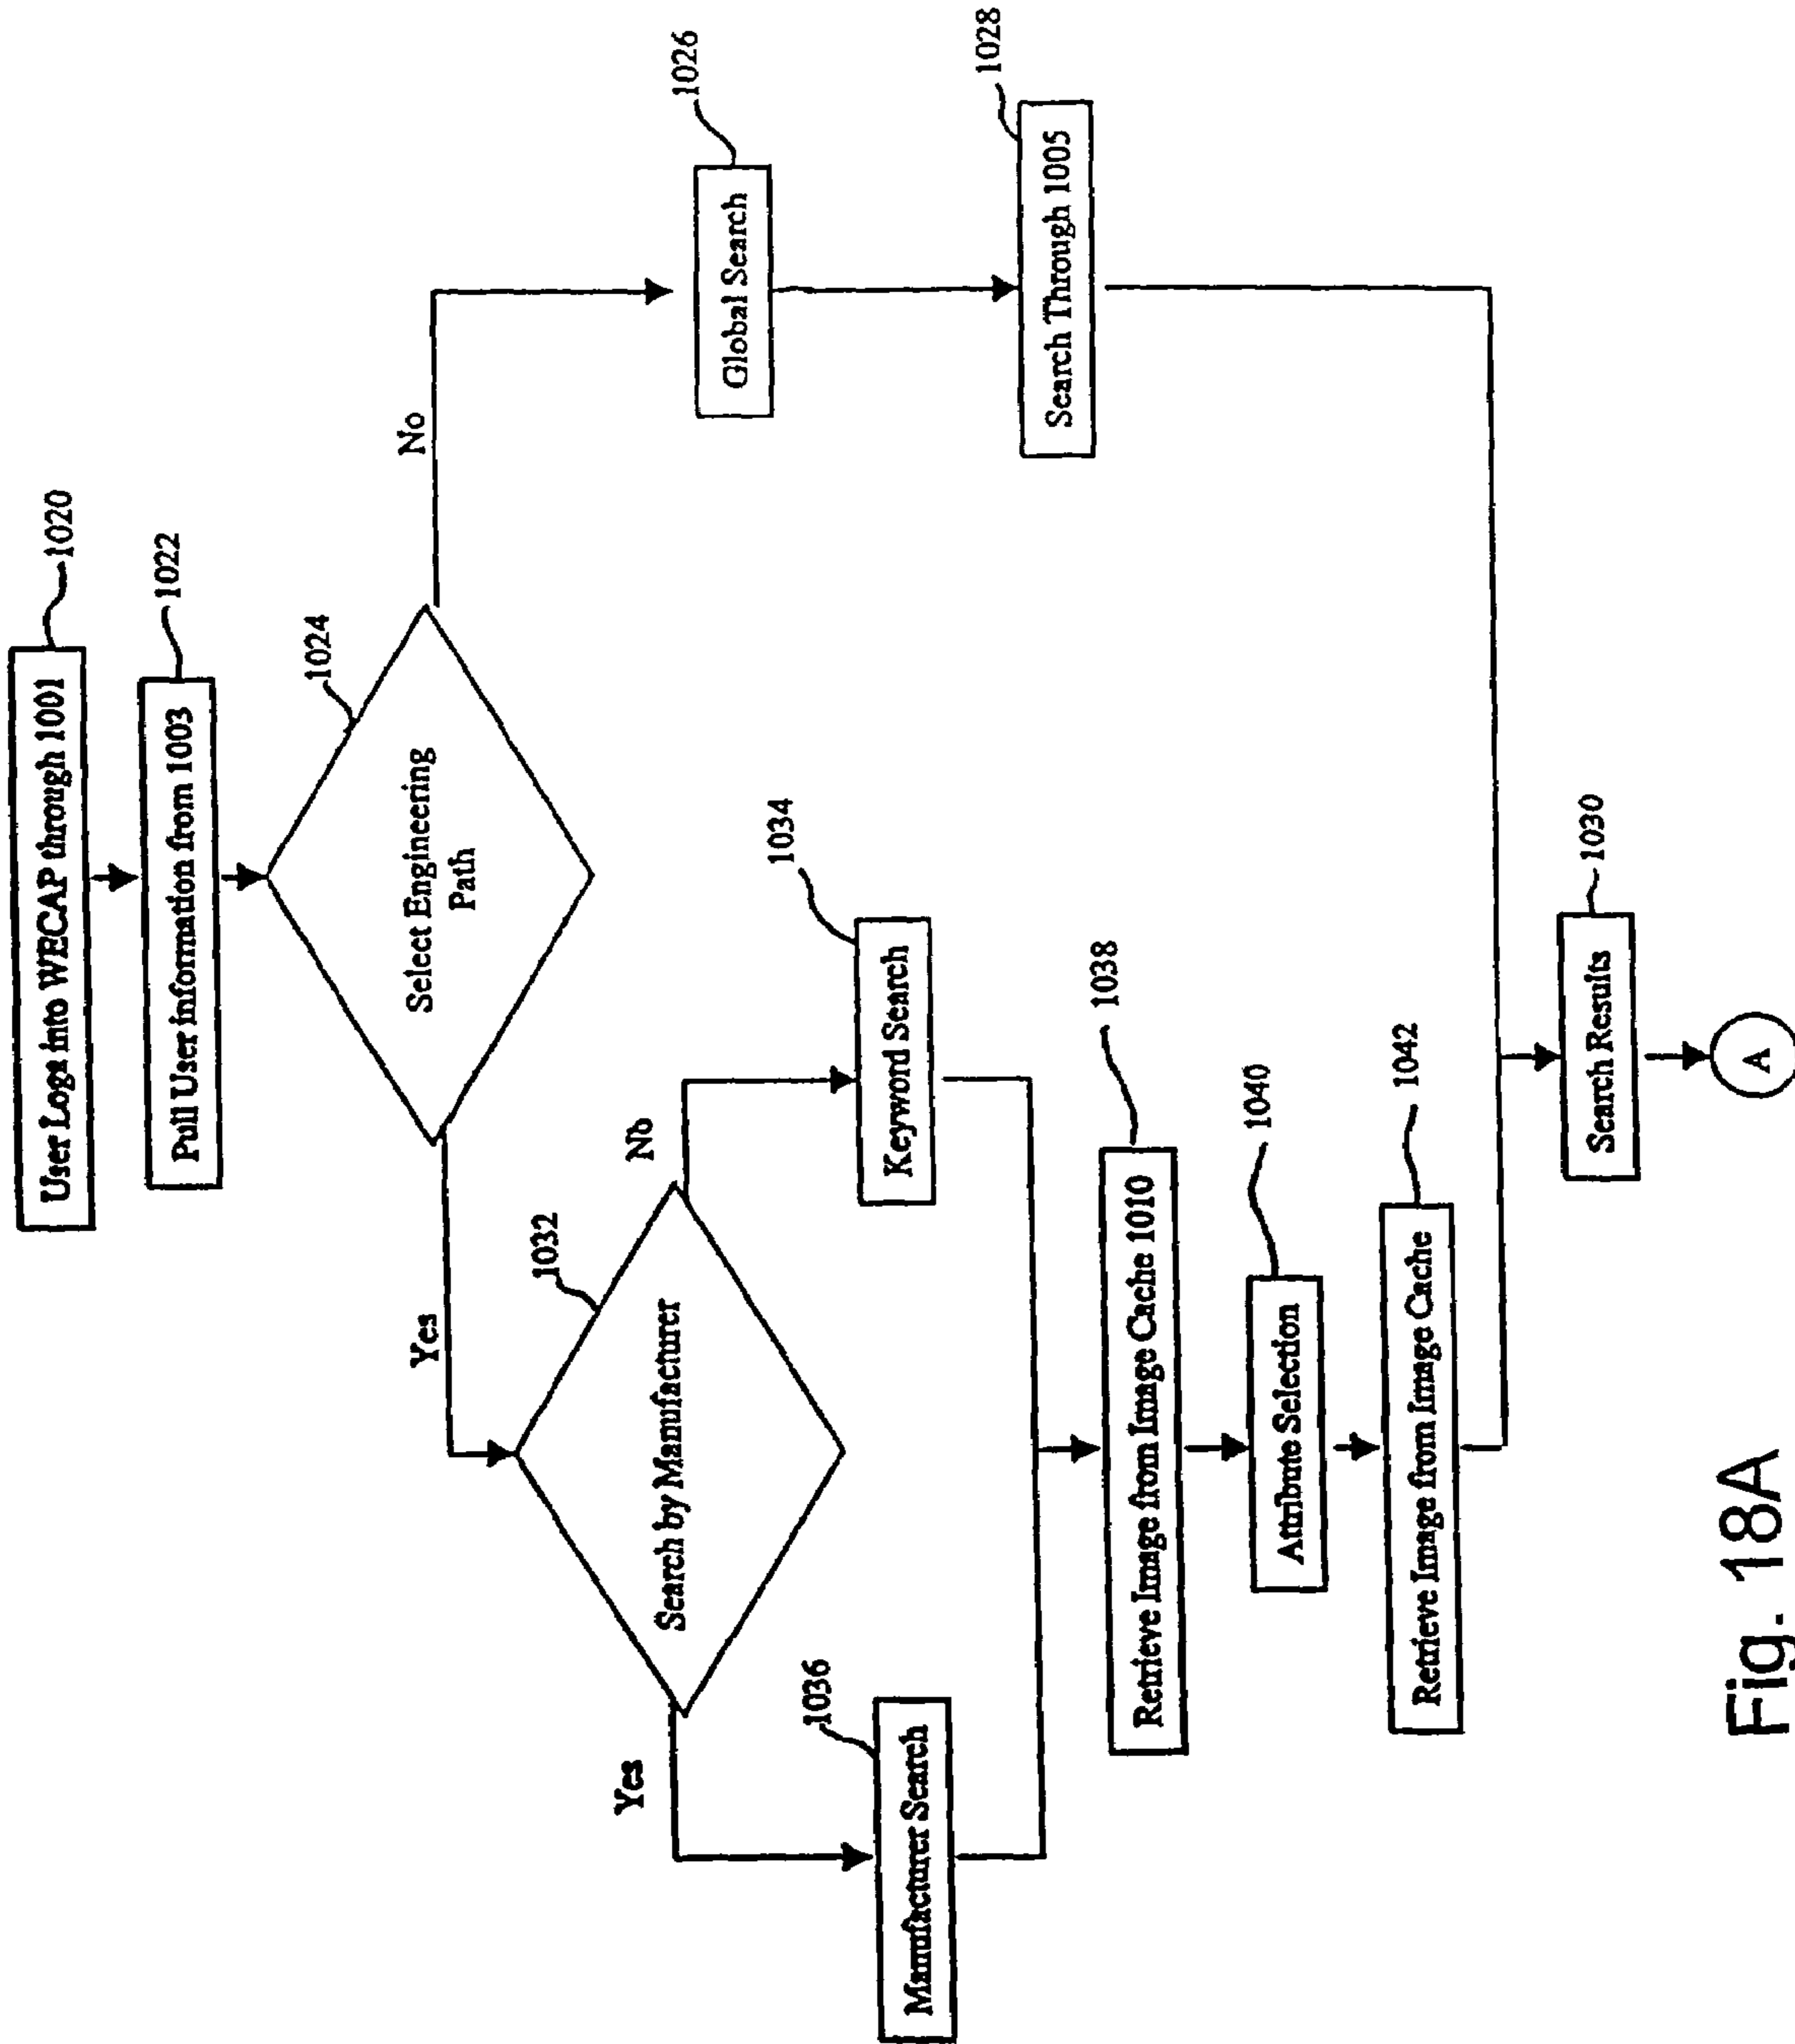 User Logs into WECAP through 1001
1020
Pull User information from 1003
1022
Select Engineering
Path
1024
Yes
No
Search by Manufacturer
1032
Global Search
1026
Yes
No
Manufacturer Search
1036
Keyword Search
1034
Search Through 1005
1028
Retrieve Image from Image Cache 1010
1038
Attribute Selection
1040
Retrieve Image from Image Cache
1042
Search Results
1030
A
Fig. 18A